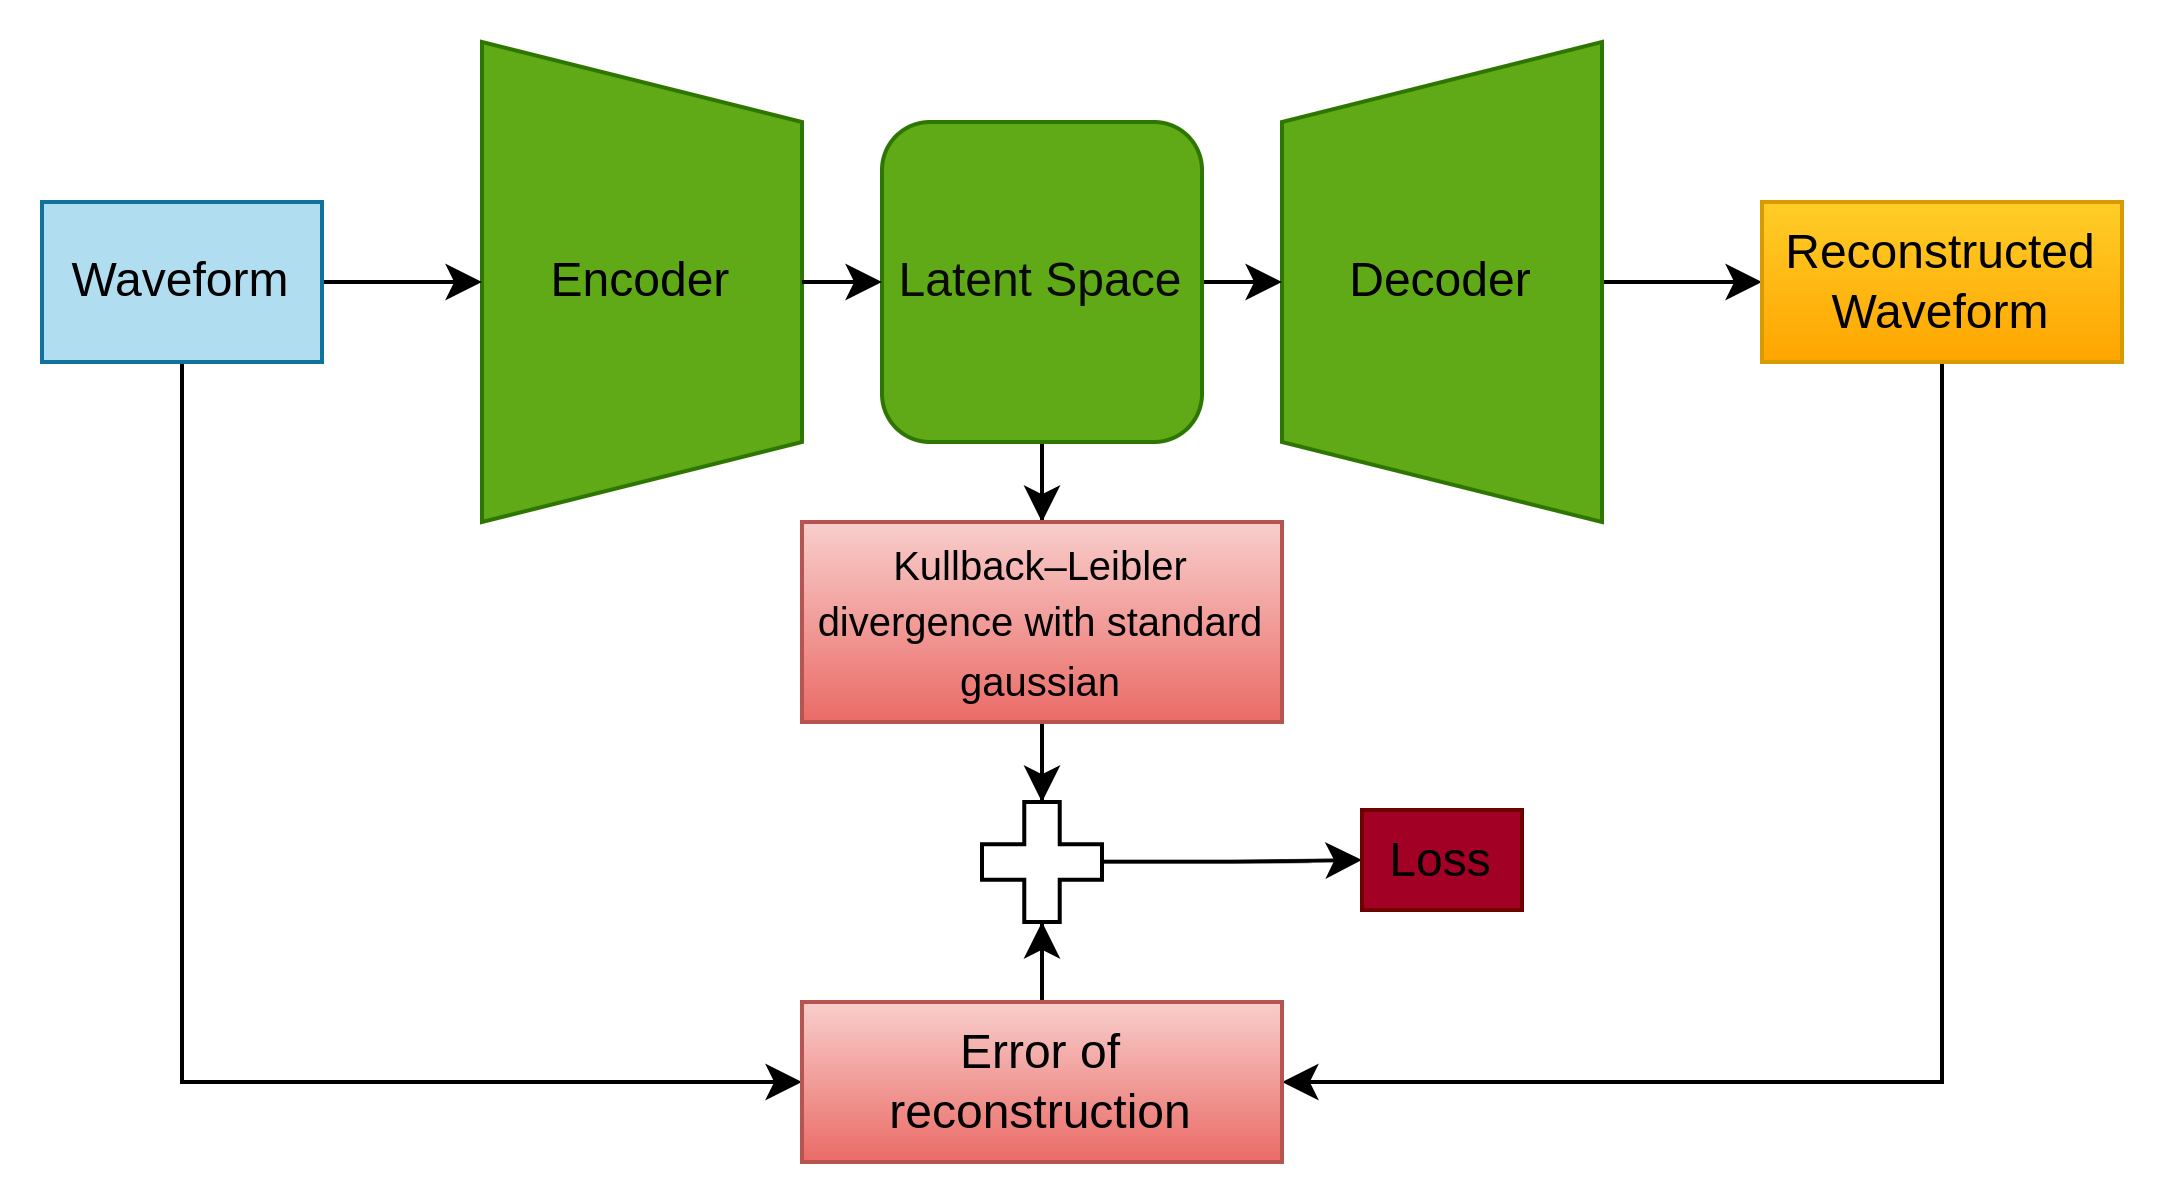 Waveform
Encoder
Latent Space
Decoder
Reconstructed
Waveform
Kullback–Leibler
divergence with standard
gaussian
Loss
Error of
reconstruction